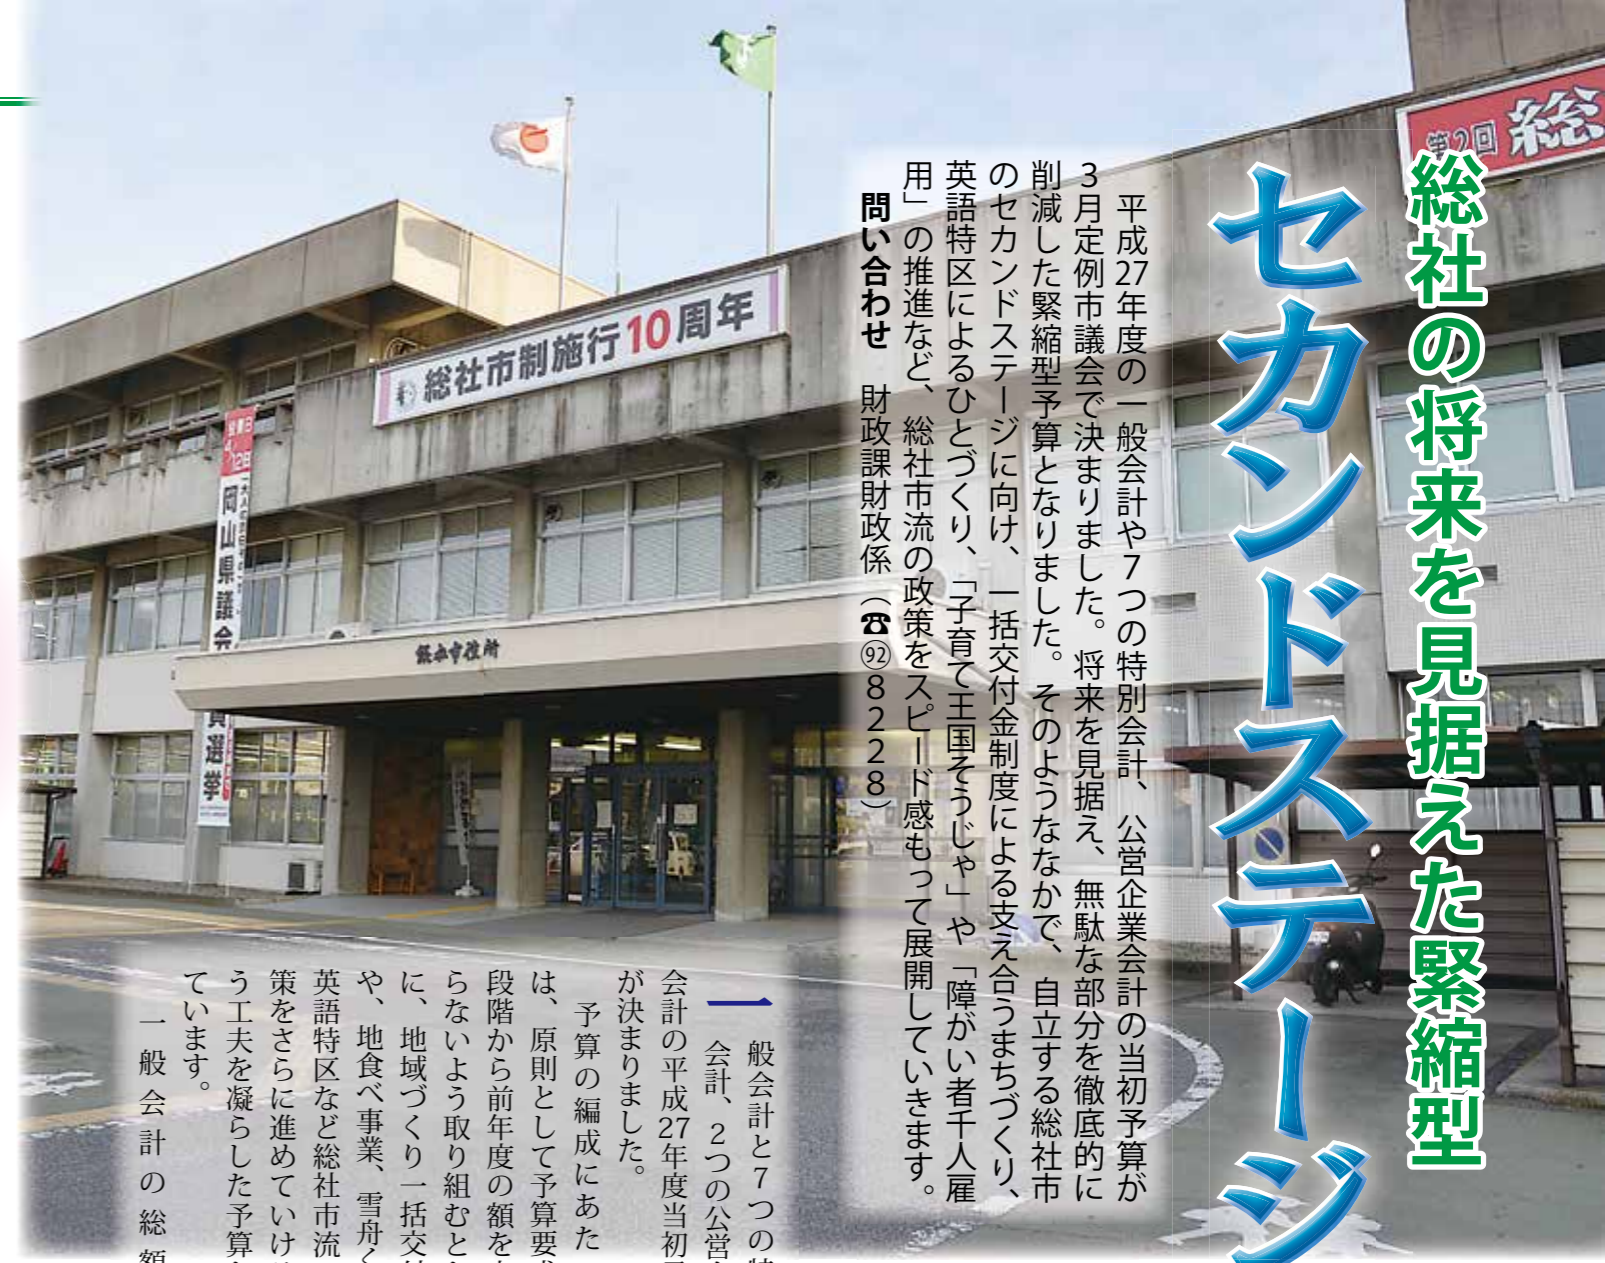 総社の将来を見据えた緊縮型
セカンドステージ
平成27年度の一般会計や7つの特別会計、公営企業会計の当初予算が
3月定例市議会で決まりました。将来を見据え、無駄な部分を徹底的に
削減した緊縮型予算となりました。そのようななかで、自立する総社市
のセカンドステージに向け、一括交付金制度による支え合うまちづくり、
英語特区によるひとづくり、「子育て王国そうじゃ」や「障がい者千人雇
用」の推進など、総社市流の政策をスピード感もって展開していきます。
問い合わせ　財政課財政係（☎㉜8228）
一般会計と7つの特
会計、2つの公営
会計の平成27年度当初
が決まりました。
予算の編成にあた
は、原則として予算要
段階から前年度の額を
らないよう取り組むと
に、地域づくり一括交
や、地食べ事業、雪舟く
英語特区など総社市流
策をさらに進めていけ
う工夫を凝らした予算
ています。
一般会計の総額
第2回 総
総社市制施行10周年
総社市役所
投票日
4/12日
岡山県議会
員選挙